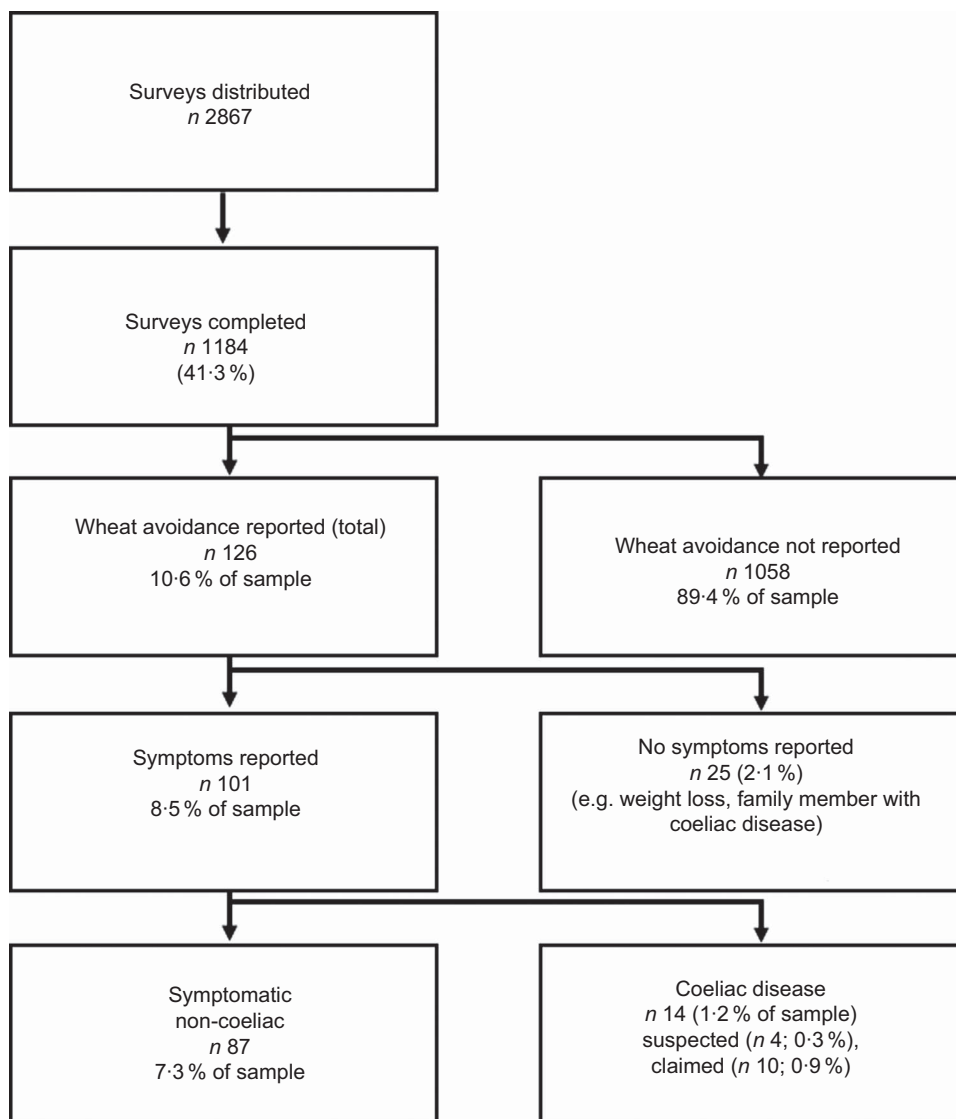 Surveys distributed
n 2867
Surveys completed
n 1184
(41·3 %)
Wheat avoidance reported (total)
n 126
10·6 % of sample
Wheat avoidance not reported
n 1058
89·4 % of sample
Symptoms reported
n 101
8·5 % of sample
No symptoms reported
n 25 (2·1 %)
(e.g. weight loss, family member with
coeliac disease)
Symptomatic
non-coeliac
n 87
7·3 % of sample
Coeliac disease
n 14 (1·2 % of sample)
suspected (n 4; 0·3 %),
claimed (n 10; 0·9 %)